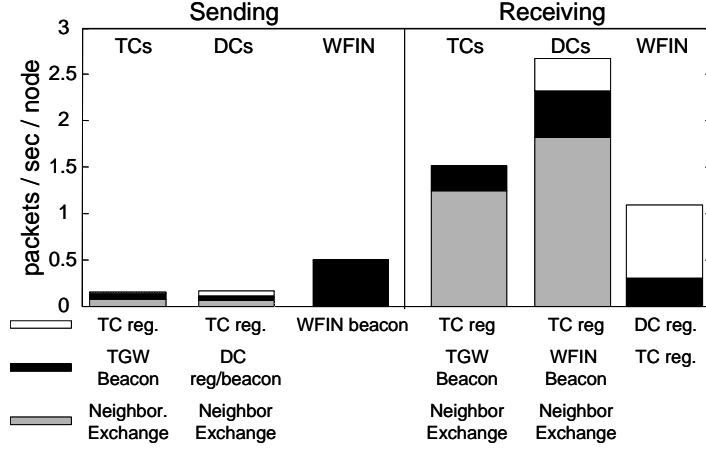 Sending Receiving
packets / sec / node
3
2.5
2
1.5
1
0.5
0
TCs DCs WFIN TCs DCs WFIN
TC reg. TC reg. WFIN beacon TC reg TC reg DC reg.
TGW DC TGW WFIN TC reg.
Beacon reg/beacon Beacon Beacon
Neighbor. Neighbor Neighbor Neighbor
Exchange Exchange Exchange Exchange